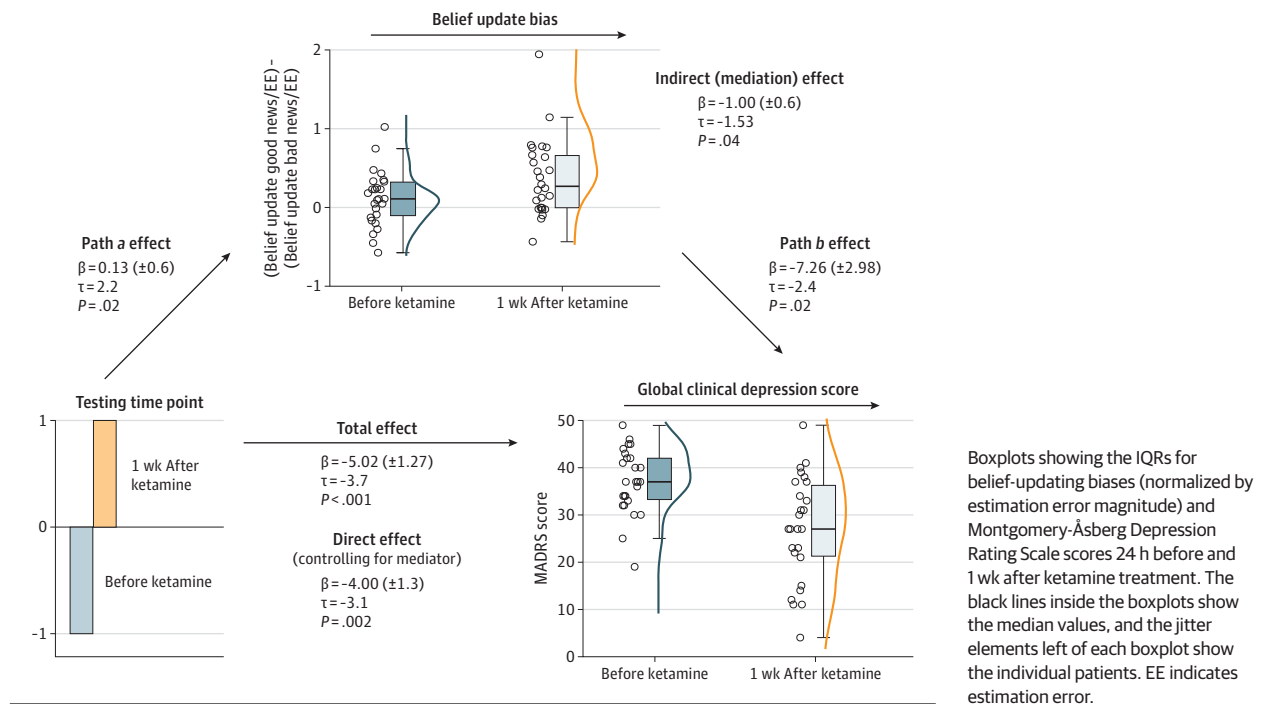 Belief update bias
(Belief update good news/EE) -
(Belief update bad news/EE)
2
1
0
-1
Before ketamine
1 wk After ketamine
Indirect (mediation) effect
β=-1.00 (±0.6)
τ=-1.53
P=.04
Path a effect
β=0.13 (±0.6)
τ=2.2
P=.02
Path b effect
β=-7.26 (±2.98)
τ=-2.4
P=.02
Testing time point
1
0
-1
1 wk After
ketamine
Before ketamine
Total effect
β=-5.02 (±1.27)
τ=-3.7
P<.001
Direct effect
(controlling for mediator)
β=-4.00 (±1.3)
τ=-3.1
P=.002
Global clinical depression score
MADRS score
50
40
30
20
10
0
Before ketamine
1 wk After ketamine
Boxplots showing the IQRs for
belief-updating biases (normalized by
estimation error magnitude) and
Montgomery-Åsberg Depression
Rating Scale scores 24 h before and
1 wk after ketamine treatment. The
black lines inside the boxplots show
the median values, and the jitter
elements left of each boxplot show
the individual patients. EE indicates
estimation error.